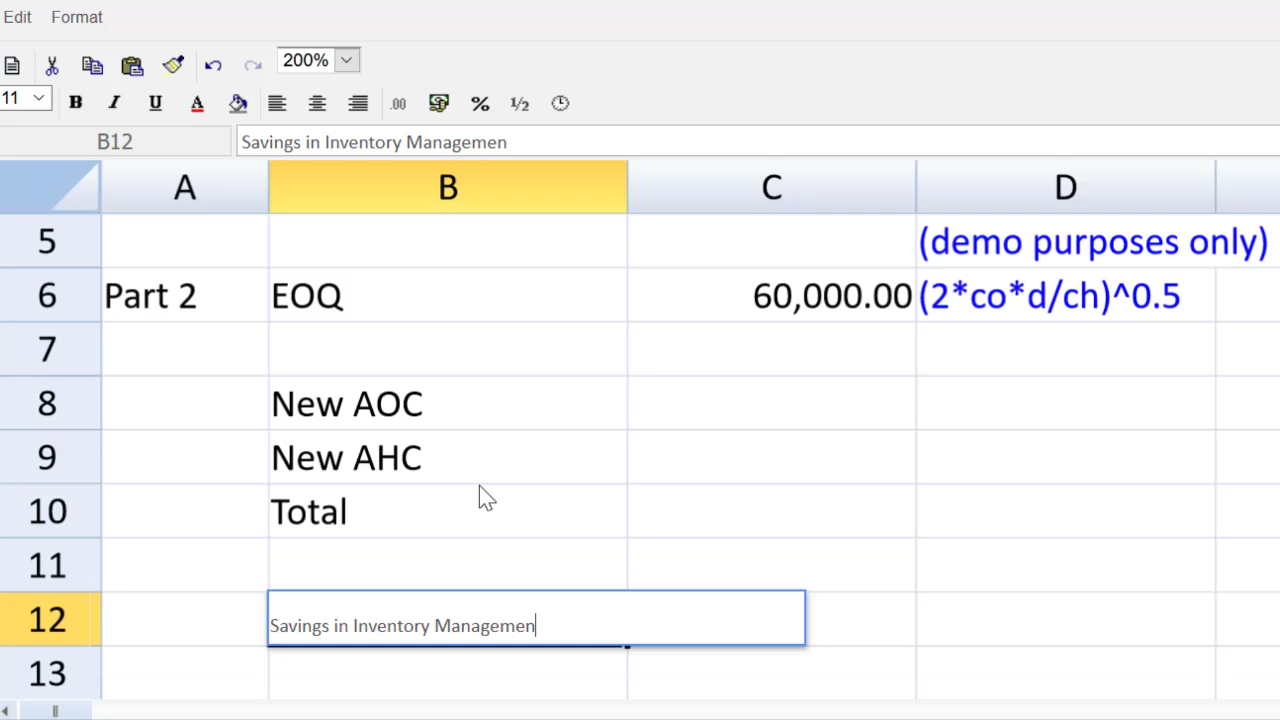 Edit Format
200%
11 B I U A .00 % ½
B12 Savings in Inventory Managemen
A B C D
5 (demo purposes only)
6 Part 2 EOQ 60,000.00 (2*co*d/ch)^0.5
7
8 New AOC
9 New AHC
10 Total
11
12 Savings in Inventory Managemen
13